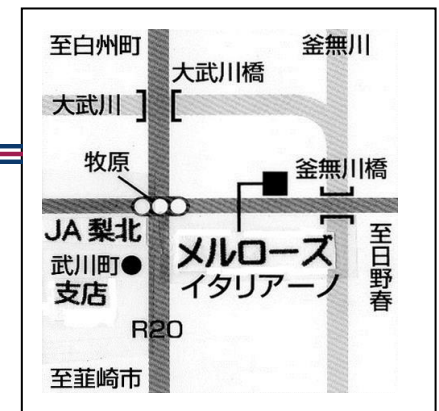 至白州町
釜無川
大武川橋
大武川
牧原
釜無川橋
JA 梨北
武川町
支店
メルローズ
イタリアーノ
至日野春
R20
至韮崎市